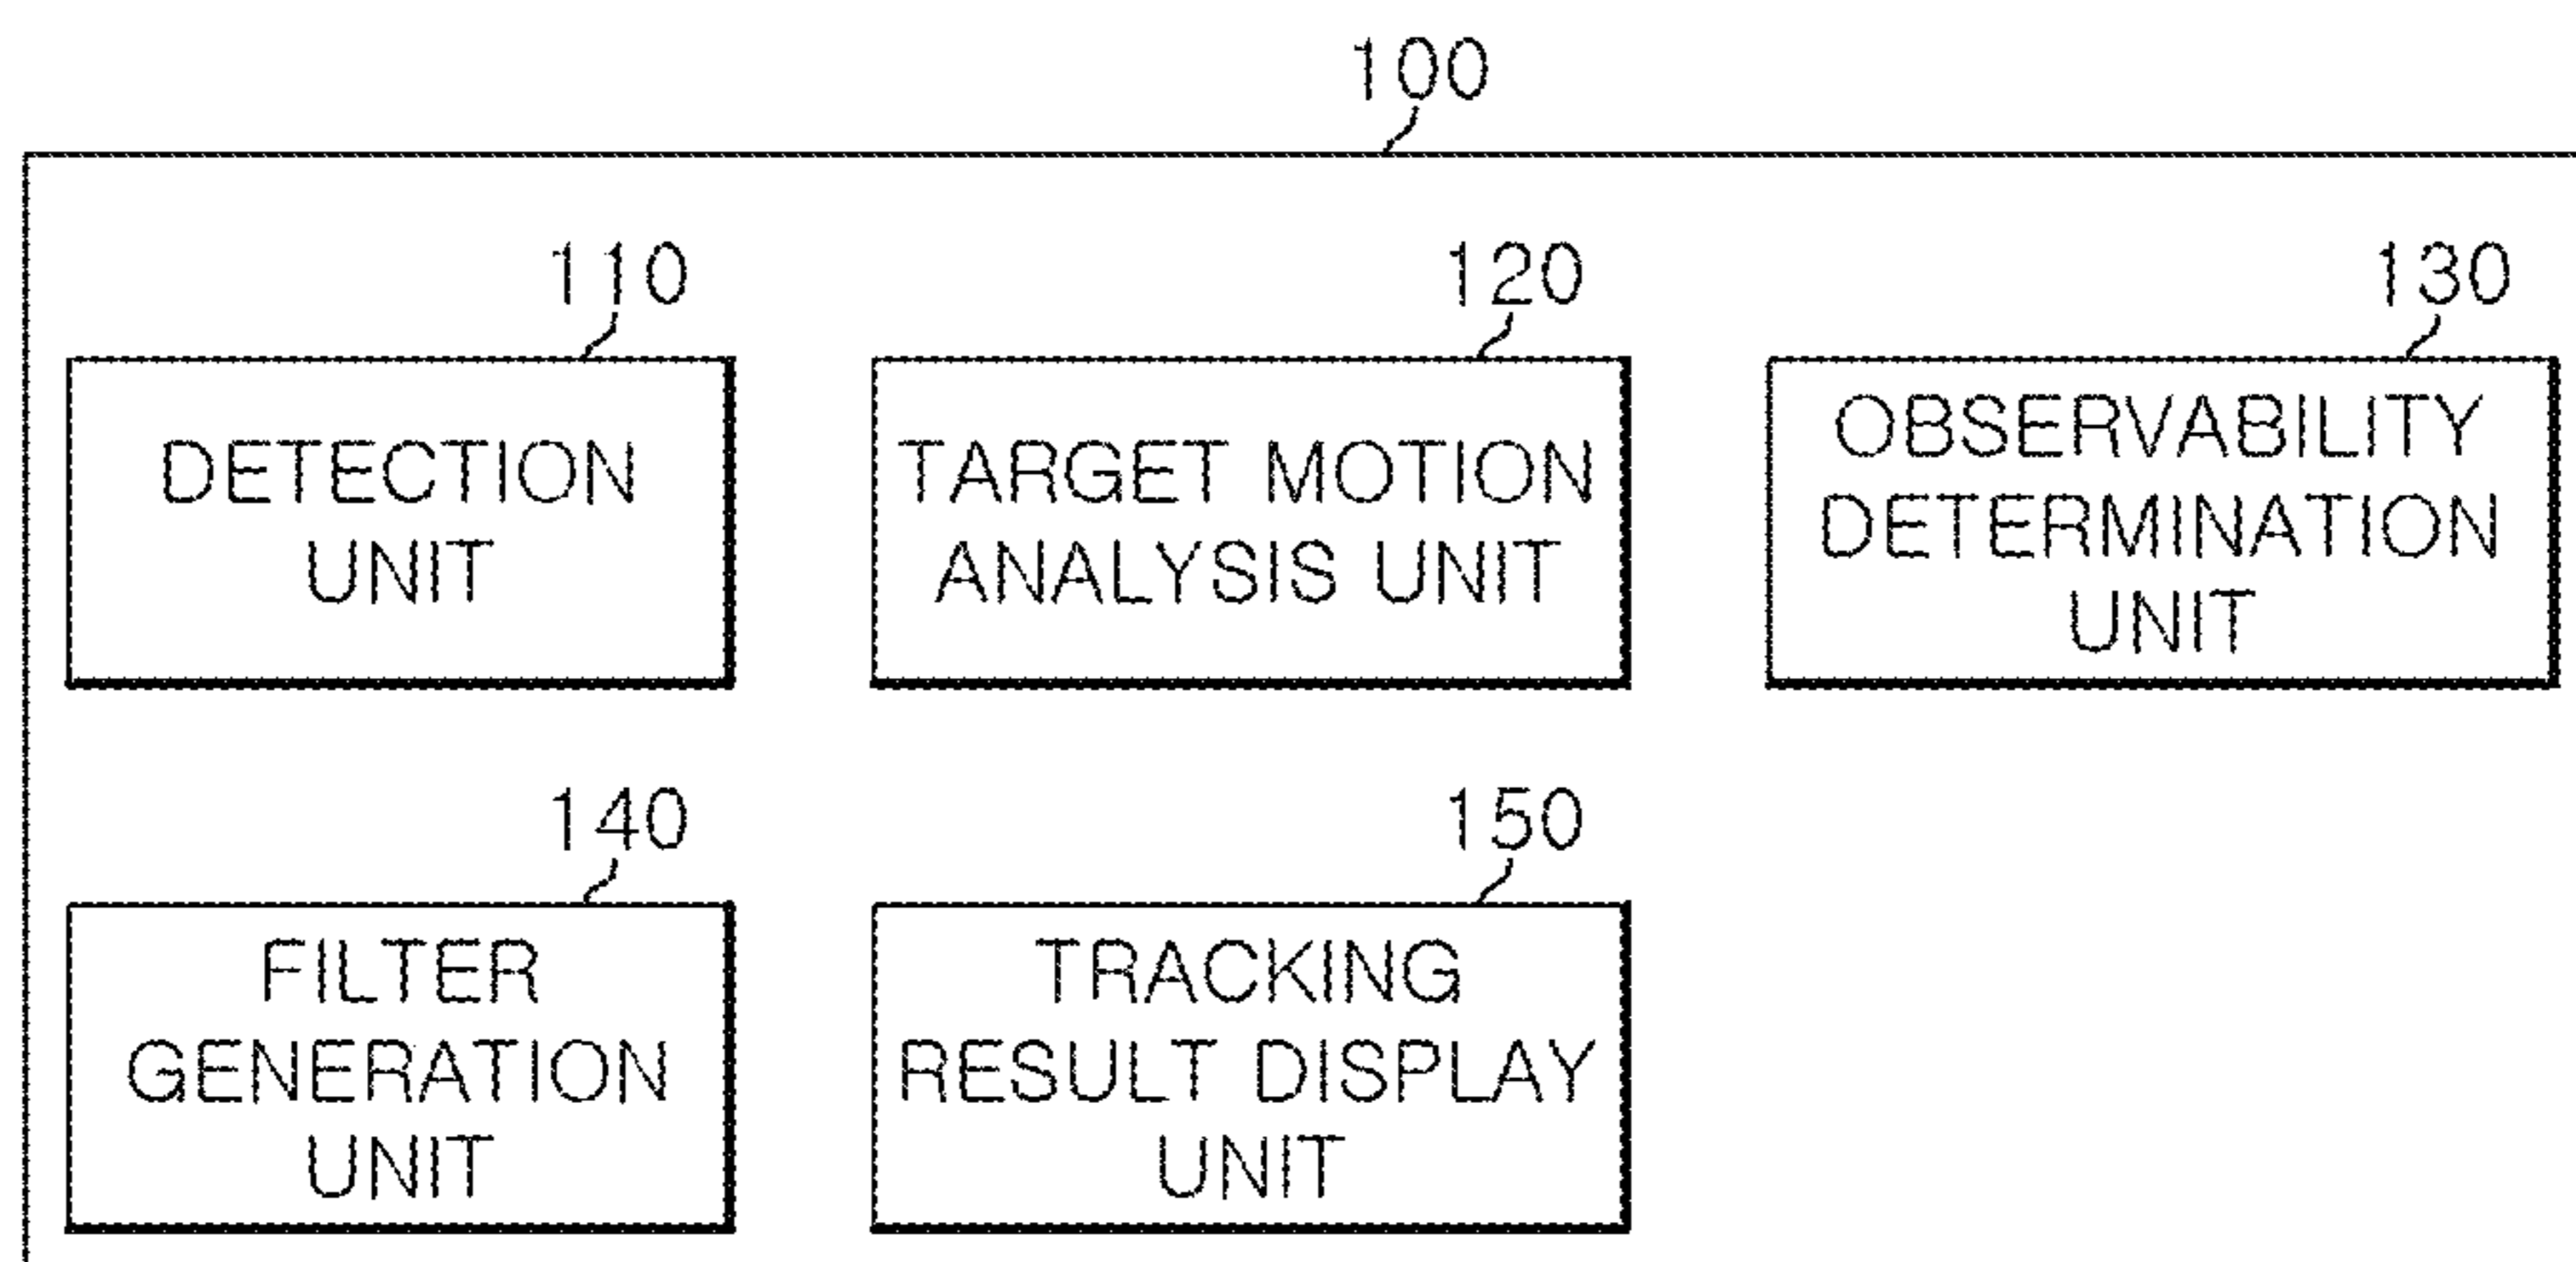 100
110
DETECTION
UNIT
120
TARGET MOTION
ANALYSIS UNIT
130
OBSERVABILITY
DETERMINATION
UNIT
140
FILTER
GENERATION
UNIT
150
TRACKING
RESULT DISPLAY
UNIT